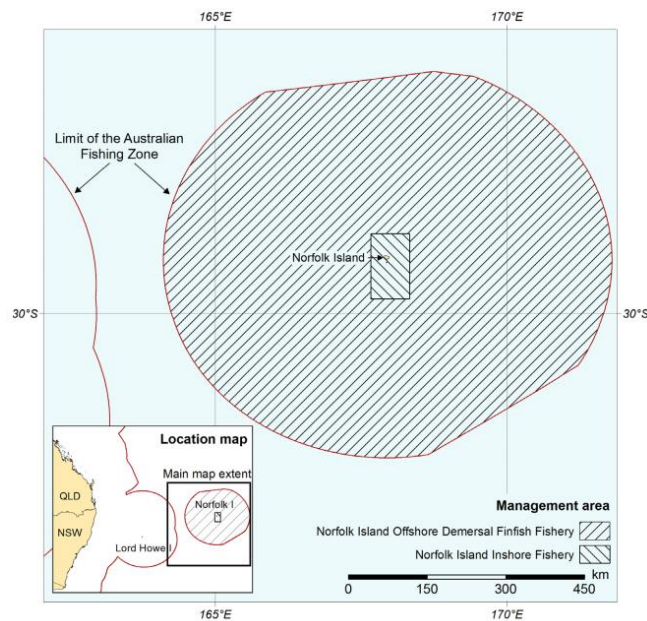 165°E
170°E
Limit of the Australian
Fishing Zone
Norfolk Island
30°S
30°S
Location map
Main map extent
QLD
Norfolk I
NSW
Lord Howe I
Management area
Norfolk Island Offshore Demersal Finfish Fishery
Norfolk Island Inshore Fishery
km
0
150
300
450
165°E
170°E